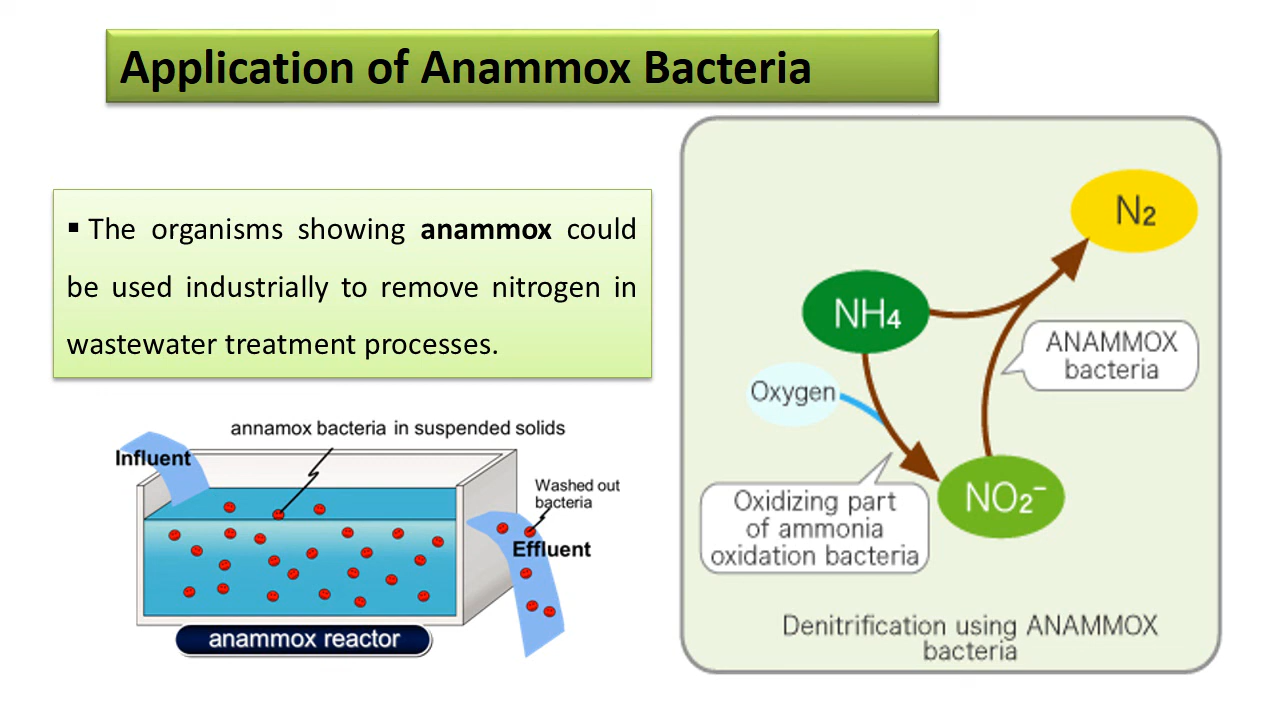 Application of Anammox Bacteria
▪ The organisms showing anammox could
be used industrially to remove nitrogen in
wastewater treatment processes.
annamox bacteria in suspended solids
Influent
Washed out
bacteria
Effluent
anammox reactor
N₂
NH₄
ANAMMOX
bacteria
Oxygen
NO₂⁻
Oxidizing part
of ammonia
oxidation bacteria
Denitrification using ANAMMOX
bacteria